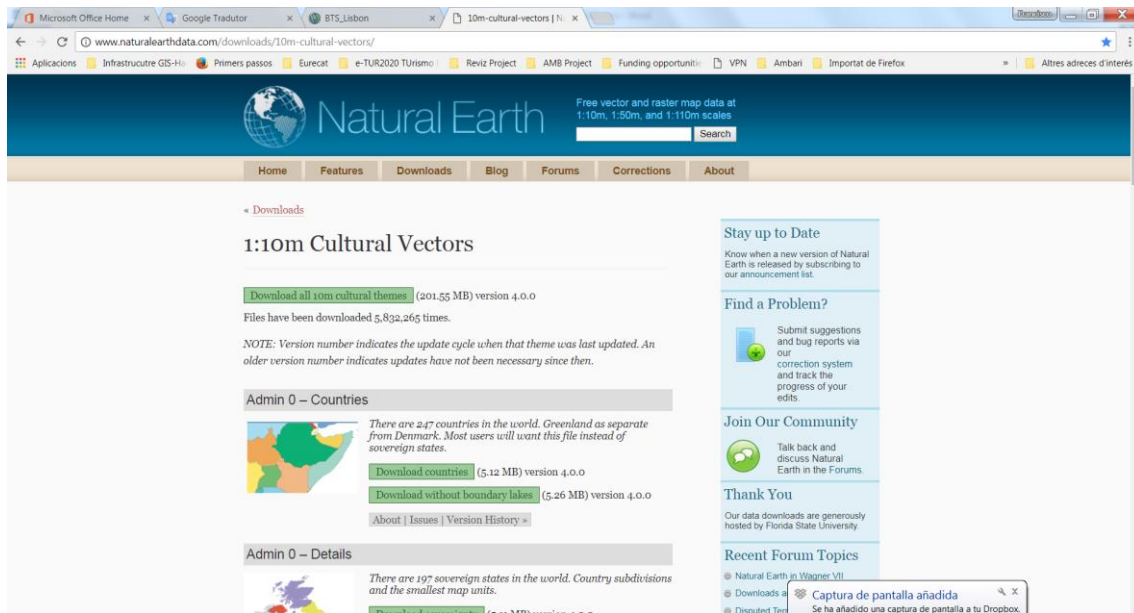 Microsoft Office Home
Google Tradutor
BTS_Lisbon
10m-cultural-vectors | N
www.naturalearthdata.com/downloads/10m-cultural-vectors/
Aplicacions
Infrastrucutre GIS-Ha
Primers passos
Eurecat
e-TUR2020 TUrismo
Reviz Project
AMB Project
Funding opportunitie
VPN
Ambari
Importat de Firefox
»
Altres adreces d'interès
Natural Earth
Free vector and raster map data at
1:10m, 1:50m, and 1:110m scales
Search
Home
Features
Downloads
Blog
Forums
Corrections
About
« Downloads
1:10m Cultural Vectors
Download all 10m cultural themes (201.55 MB) version 4.0.0
Files have been downloaded 5,832,265 times.
NOTE: Version number indicates the update cycle when that theme was last updated. An
older version number indicates updates have not been necessary since then.
Admin 0 – Countries
There are 247 countries in the world. Greenland as separate
from Denmark. Most users will want this file instead of
sovereign states.
Download countries (5.12 MB) version 4.0.0
Download without boundary lakes (5.26 MB) version 4.0.0
About | Issues | Version History »
Admin 0 – Details
There are 197 sovereign states in the world. Country subdivisions
and the smallest map units.
Stay up to Date
Know when a new version of Natural
Earth is released by subscribing to
our announcement list.
Find a Problem?
Submit suggestions
and bug reports via
our
correction system
and track the
progress of your
edits.
Join Our Community
Talk back and
discuss Natural
Earth in the Forums.
Thank You
Our data downloads are generously
hosted by Florida State University.
Recent Forum Topics
Natural Earth in Wagner VII
Downloads a
Disputed Terr
Captura de pantalla añadida
Se ha añadido una captura de pantalla a tu Dropbox.